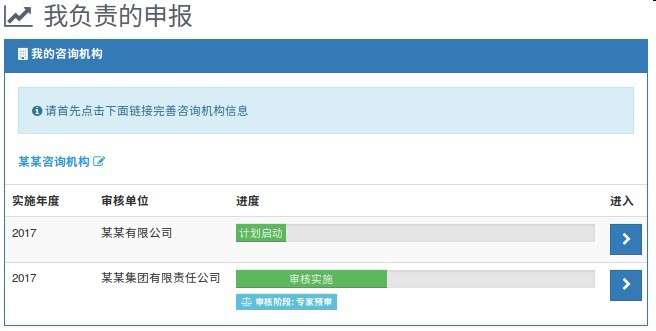 我负责的申报
我的咨询机构
请首先点击下面链接完善咨询机构信息
某某咨询机构
实施年度 审核单位 进度 进入
2017 某某有限公司 计划启动
2017 某某集团有限责任公司 审核实施
审核阶段:专家预审